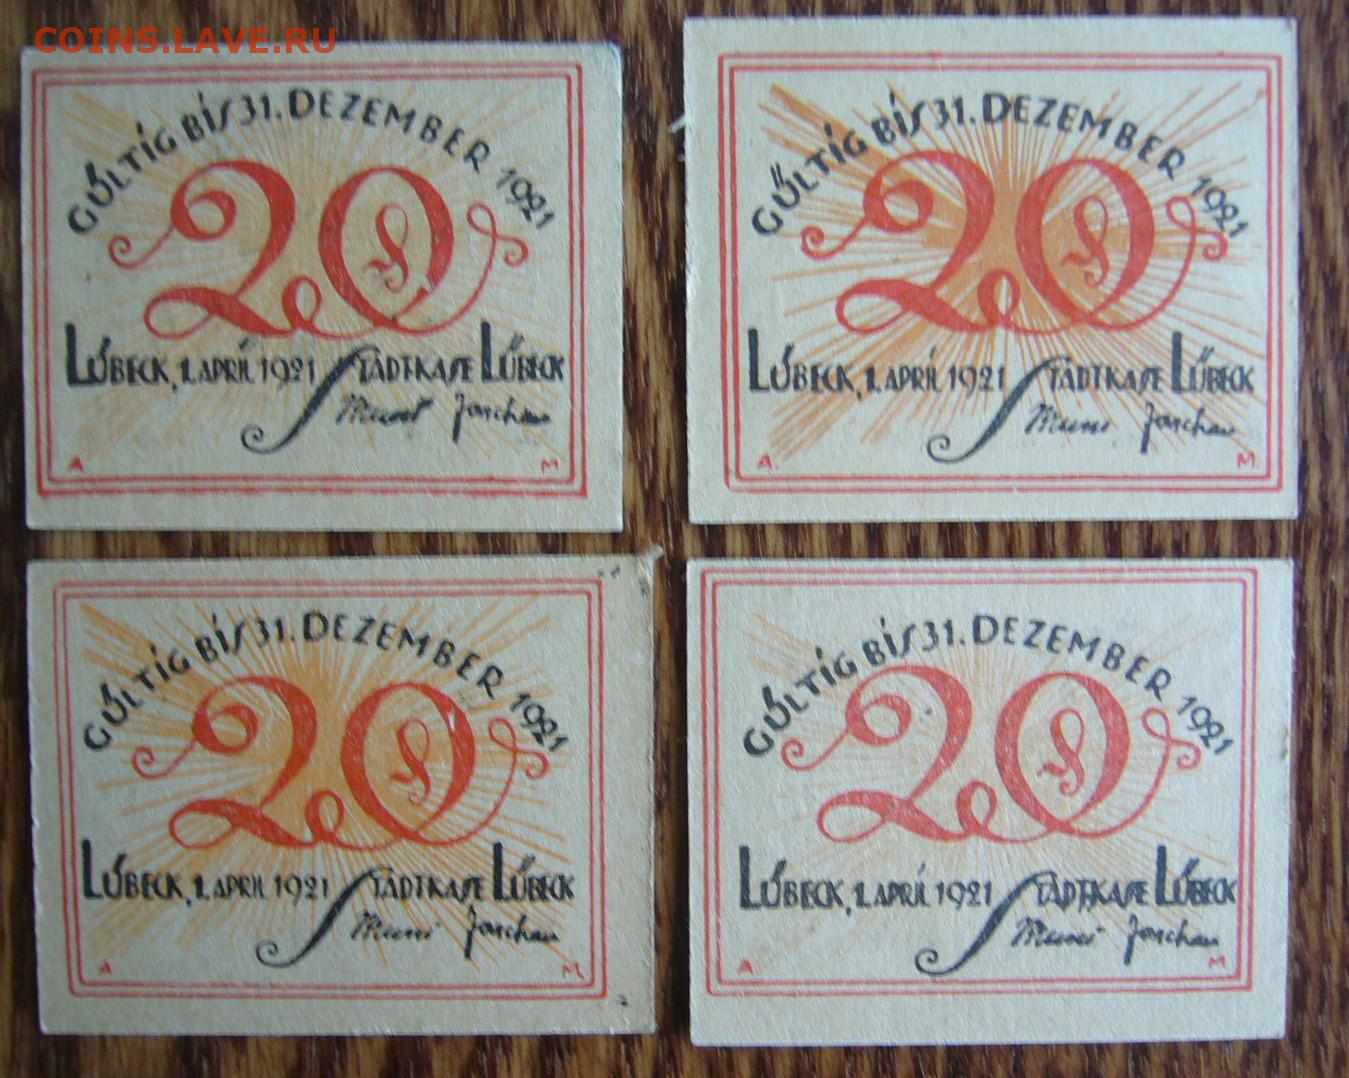 COINS.LAVE.RU
GÜLTIG BIS 31. DEZEMBER 1921
20 ₰
LÜBECK, 1. APRIL 1921 STADTKASSE LÜBECK
A M
GÜLTIG BIS 31. DEZEMBER 1921
20 ₰
LÜBECK, 1. APRIL 1921 STADTKASSE LÜBECK
A. M.
GÜLTIG BIS 31. DEZEMBER 1921
20 ₰
LÜBECK, 1. APRIL 1921 STADTKASSE LÜBECK
A M.
GÜLTIG BIS 31. DEZEMBER 1921
20 ₰
LÜBECK, 1. APRIL 1921 STADTKASSE LÜBECK
A M